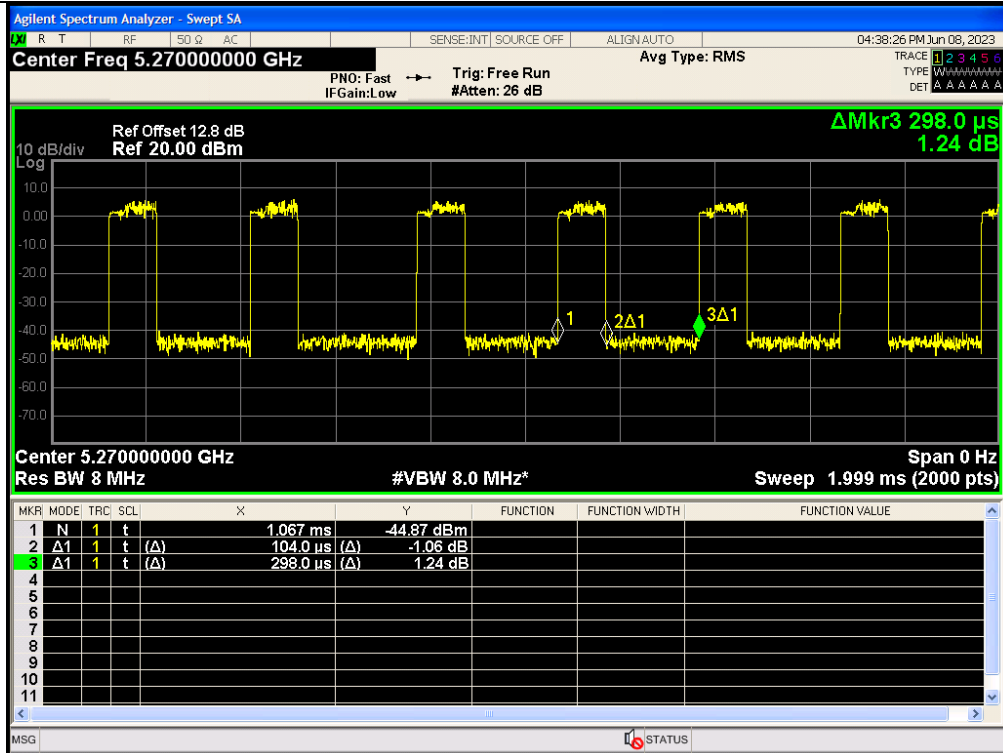 Agilent Spectrum Analyzer - Swept SA
LXI R T RF 50 Ω AC SENSE:INT SOURCE OFF ALIGN AUTO 04:38:26 PM Jun 08, 2023
Center Freq 5.270000000 GHz
Avg Type: RMS
TRACE 1 2 3 4 5 6
PNO: Fast Trig: Free Run
TYPE W
IFGain:Low #Atten: 26 dB
DET A A A A A A
ΔMkr3 298.0 µs
1.24 dB
Ref Offset 12.8 dB
10 dB/div Ref 20.00 dBm
Log
10.0
0.00
-10.0
-20.0
-30.0
-40.0
-50.0
-60.0
-70.0
1
2Δ1
3Δ1
Center 5.270000000 GHz Span 0 Hz
Res BW 8 MHz #VBW 8.0 MHz* Sweep 1.999 ms (2000 pts)
MKR MODE TRC SCL X Y FUNCTION FUNCTION WIDTH FUNCTION VALUE
1 N 1 t 1.067 ms -44.87 dBm
2 Δ1 1 t (Δ) 104.0 µs (Δ) -1.06 dB
3 Δ1 1 t (Δ) 298.0 µs (Δ) 1.24 dB
4
5
6
7
8
9
10
11
MSG STATUS